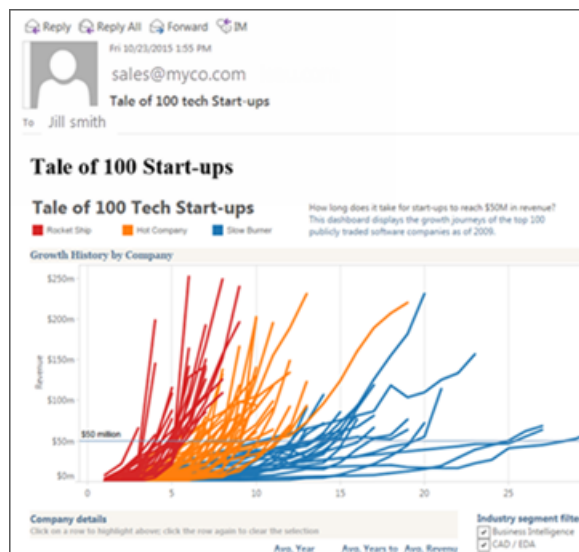 Reply Reply All Forward IM
Fri 10/23/2015 1:55 PM
sales@myco.com
Tale of 100 tech Start-ups
To Jill smith
Tale of 100 Start-ups
Tale of 100 Tech Start-ups
How long does it take for start-ups to reach $50M in revenue?
This dashboard displays the growth journeys of the top 100
publicly traded software companies as of 2009.
Rocket Ship Hot Company Slow Burner
Growth History by Company
$250m
$200m
$150m
$100m
$50m
$0m
Revenue
$50 million
0 5 10 15 20 25
Company details
Click on a row to highlight above; click the row again to clear the selection
Avg. Year Avg. Years to Avg. Revenu
Industry segment filte
Business Intelligence
CAD / EDA